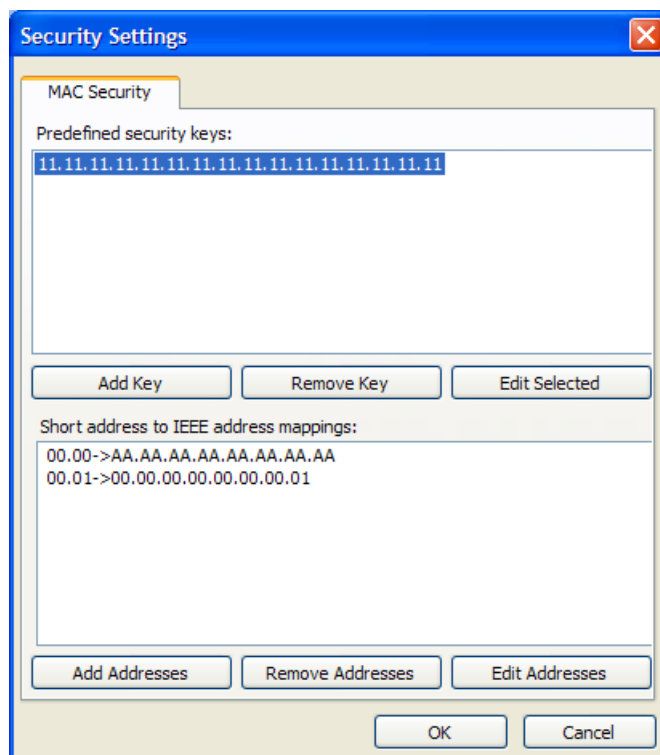 Security Settings
MAC Security
Predefined security keys:
11.11.11.11.11.11.11.11.11.11.11.11.11.11.11.11
Add Key
Remove Key
Edit Selected
Short address to IEEE address mappings:
00.00->AA.AA.AA.AA.AA.AA.AA.AA
00.01->00.00.00.00.00.00.00.01
Add Addresses
Remove Addresses
Edit Addresses
OK
Cancel